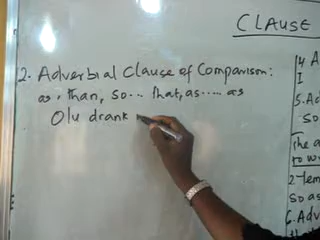 CLAUSE
2. Adverbial Clause of Comparison:
as, than, so... that, as..... as
Olu drank
4 A
I
5. Ad
so
The a
to w
2-Tem
so as
6. Adv